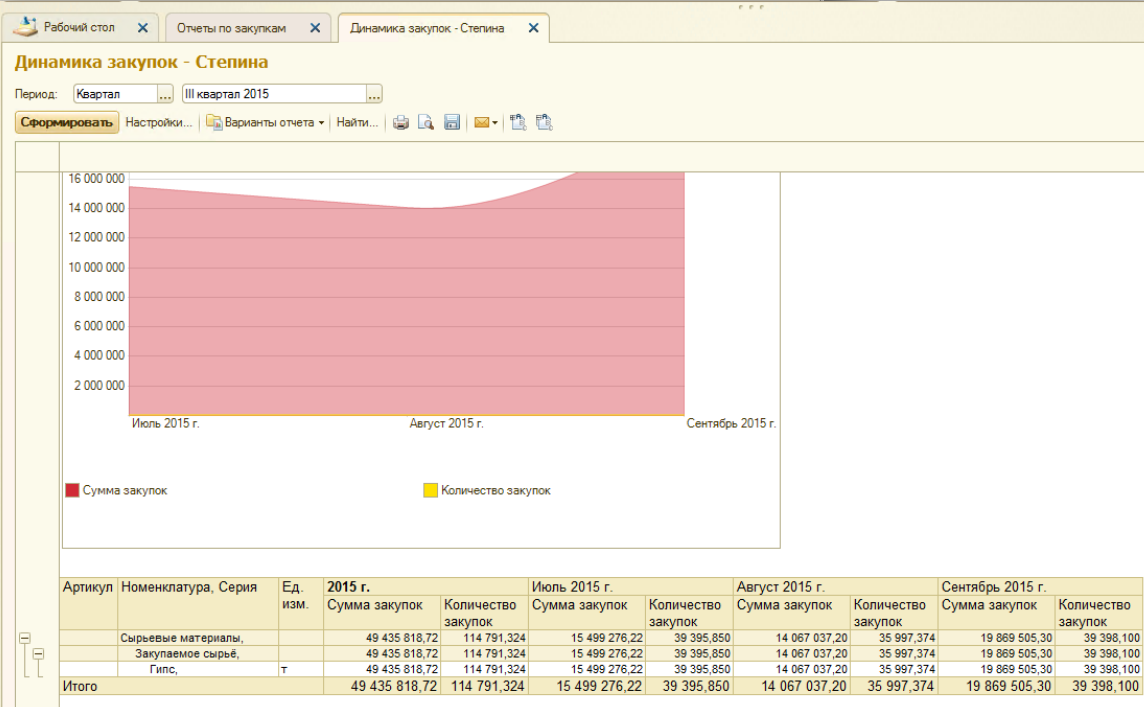 Рабочий стол
Отчеты по закупкам
Динамика закупок - Степина
Динамика закупок - Степина
Период: Квартал ... III квартал 2015 ...
Сформировать Настройки... Варианты отчета Найти...
16 000 000
14 000 000
12 000 000
10 000 000
8 000 000
6 000 000
4 000 000
2 000 000
Июль 2015 г. Август 2015 г. Сентябрь 2015 г.
Сумма закупок Количество закупок
Артикул Номенклатура, Серия Ед. изм. 2015 г. Июль 2015 г. Август 2015 г. Сентябрь 2015 г.
Сумма закупок Количество закупок Сумма закупок Количество закупок Сумма закупок Количество закупок Сумма закупок Количество закупок
Сырьевые материалы, 49 435 818,72 114 791,324 15 499 276,22 39 395,850 14 067 037,20 35 997,374 19 869 505,30 39 398,100
Закупаемое сырьё, 49 435 818,72 114 791,324 15 499 276,22 39 395,850 14 067 037,20 35 997,374 19 869 505,30 39 398,100
Гипс, т 49 435 818,72 114 791,324 15 499 276,22 39 395,850 14 067 037,20 35 997,374 19 869 505,30 39 398,100
Итого 49 435 818,72 114 791,324 15 499 276,22 39 395,850 14 067 037,20 35 997,374 19 869 505,30 39 398,100